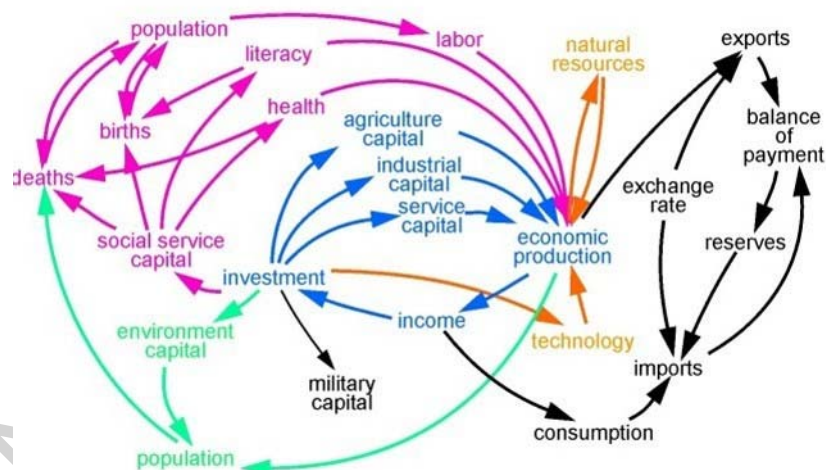 population
labor
literacy
natural
resources
exports
health
births
agriculture
capital
balance
of
payment
industrial
capital
deaths
exchange
rate
service
capital
social service
capital
economic
production
reserves
investment
income
technology
environment
capital
imports
military
capital
consumption
population